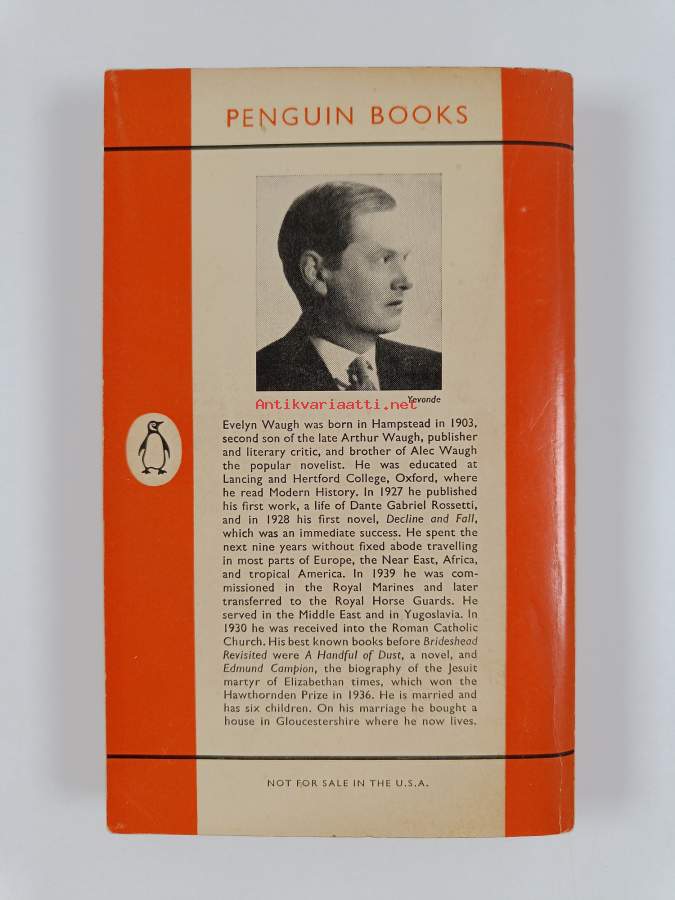 PENGUIN BOOKS
Yevonde
Antikvariaatti.net
Evelyn Waugh was born in Hampstead in 1903,
second son of the late Arthur Waugh, publisher
and literary critic, and brother of Alec Waugh
the popular novelist. He was educated at
Lancing and Hertford College, Oxford, where
he read Modern History. In 1927 he published
his first work, a life of Dante Gabriel Rossetti,
and in 1928 his first novel, Decline and Fall,
which was an immediate success. He spent the
next nine years without fixed abode travelling
in most parts of Europe, the Near East, Africa,
and tropical America. In 1939 he was com-
missioned in the Royal Marines and later
transferred to the Royal Horse Guards. He
served in the Middle East and in Yugoslavia. In
1930 he was received into the Roman Catholic
Church. His best known books before Brideshead
Revisited were A Handful of Dust, a novel, and
Edmund Campion, the biography of the Jesuit
martyr of Elizabethan times, which won the
Hawthornden Prize in 1936. He is married and
has six children. On his marriage he bought a
house in Gloucestershire where he now lives.
NOT FOR SALE IN THE U.S.A.